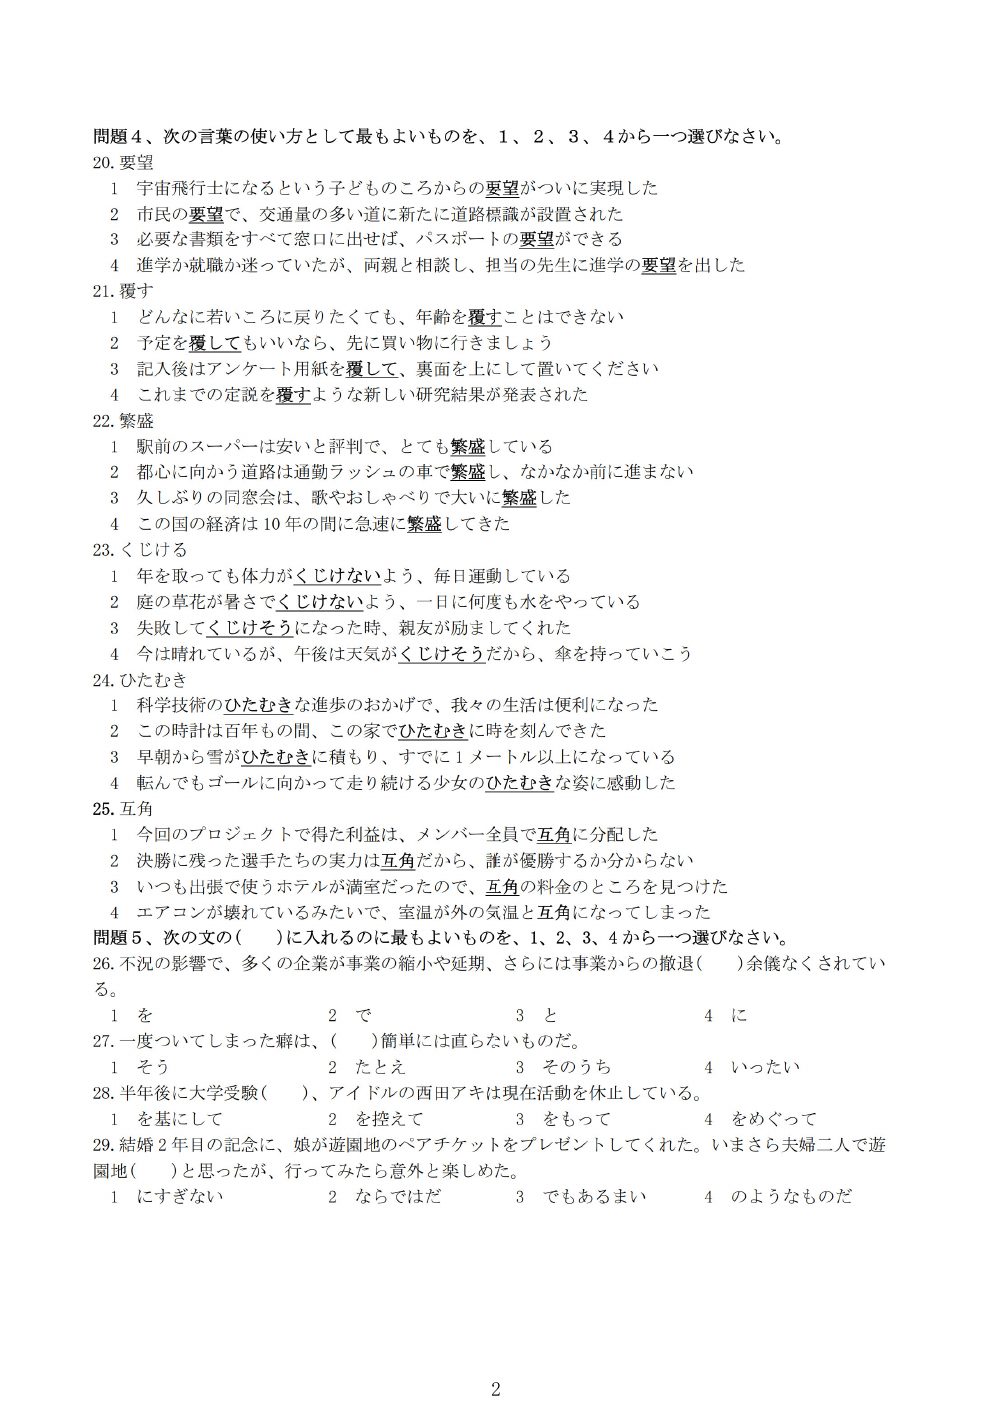 問題４、次の言葉の使い方として最もよいものを、１、２、３、４から一つ選びなさい。
20.要望
1　宇宙飛行士になるという子どものころからの要望がついに実現した
2　市民の要望で、交通量の多い道に新たに道路標識が設置された
3　必要な書類をすべて窓口に出せば、パスポートの要望ができる
4　進学か就職か迷っていたが、両親と相談し、担当の先生に進学の要望を出した
21.覆す
1　どんなに若いころに戻りたくても、年齢を覆すことはできない
2　予定を覆してもいいなら、先に買い物に行きましょう
3　記入後はアンケート用紙を覆して、裏面を上にして置いてください
4　これまでの定説を覆すような新しい研究結果が発表された
22.繁盛
1　駅前のスーパーは安いと評判で、とても繁盛している
2　都心に向かう道路は通勤ラッシュの車で繁盛し、なかなか前に進まない
3　久しぶりの同窓会は、歌やおしゃべりで大いに繁盛した
4　この国の経済は 10 年の間に急速に繁盛してきた
23.くじける
1　年を取っても体力がくじけないよう、毎日運動している
2　庭の草花が暑さでくじけないよう、一日に何度も水をやっている
3　失敗してくじけそうになった時、親友が励ましてくれた
4　今は晴れているが、午後は天気がくじけそうだから、傘を持っていこう
24.ひたむき
1　科学技術のひたむきな進歩のおかげで、我々の生活は便利になった
2　この時計は百年もの間、この家でひたむきに時を刻んできた
3　早朝から雪がひたむきに積もり、すでに 1 メートル以上になっている
4　転んでもゴールに向かって走り続ける少女のひたむきな姿に感動した
25.互角
1　今回のプロジェクトで得た利益は、メンバー全員で互角に分配した
2　決勝に残った選手たちの実力は互角だから、誰が優勝するか分からない
3　いつも出張で使うホテルが満室だったので、互角の料金のところを見つけた
4　エアコンが壊れているみたいで、室温が外の気温と互角になってしまった
問題５、次の文の(　　)に入れるのに最もよいものを、1、2、3、4 から一つ選びなさい。
26.不況の影響で、多くの企業が事業の縮小や延期、さらには事業からの撤退(　　)余儀なくされてい
る。
1　を　2　で　3　と　4　に
27.一度ついてしまった癖は、(　　)簡単には直らないものだ。
1　そう　2　たとえ　3　そのうち　4　いったい
28.半年後に大学受験(　　)、アイドルの西田アキは現在活動を休止している。
1　を基にして　2　を控えて　3　をもって　4　をめぐって
29.結婚 2 年目の記念に、娘が遊園地のペアチケットをプレゼントしてくれた。いまさら夫婦二人で遊
園地(　　)と思ったが、行ってみたら意外と楽しめた。
1　にすぎない　2　ならではだ　3　でもあるまい　4　のようなものだ
2